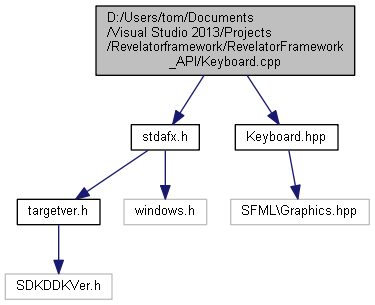 D:/Users/tom/Documents
/Visual Studio 2013/Projects
/Revelatorframework/RevelatorFramework
_API/Keyboard.cpp
stdafx.h
Keyboard.hpp
targetver.h
windows.h
SFML\Graphics.hpp
SDKDDKVer.h